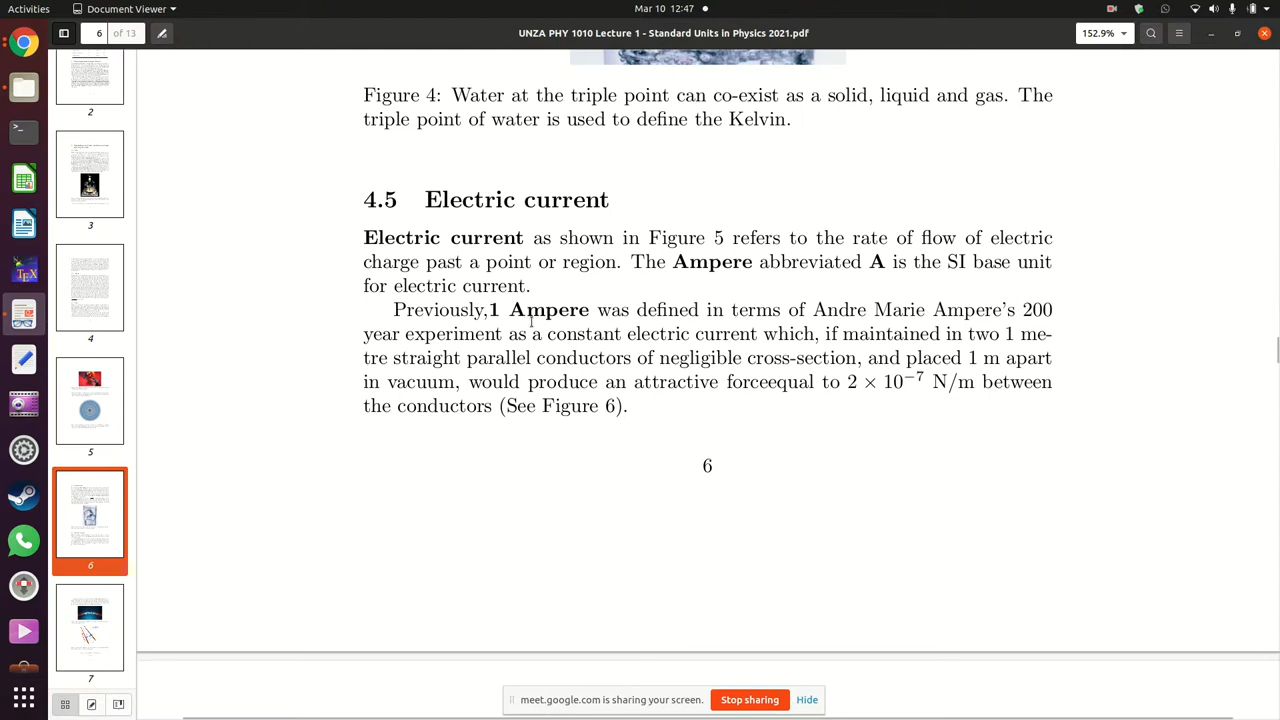 Activities
Document Viewer
Mar 10 12:47
6
of 13
UNZA PHY 1010 Lecture 1 - Standard Units in Physics 2021.pdf
152.9%
2
3
4
5
6
7
Figure 4: Water at the triple point can co-exist as a solid, liquid and gas. The
triple point of water is used to define the Kelvin.
4.5 Electric current
Electric current as shown in Figure 5 refers to the rate of flow of electric
charge past a point or region. The Ampere abbreviated A is the SI base unit
for electric current.
Previously,1 Ampere was defined in terms of Andre Marie Ampere's 200
year experiment as a constant electric current which, if maintained in two 1 me-
tre straight parallel conductors of negligible cross-section, and placed 1 m apart
in vacuum, would produce an attractive forceequal to 2 × 10⁻⁷ N/m between
the conductors (See Figure 6).
6
meet.google.com is sharing your screen.
Stop sharing
Hide